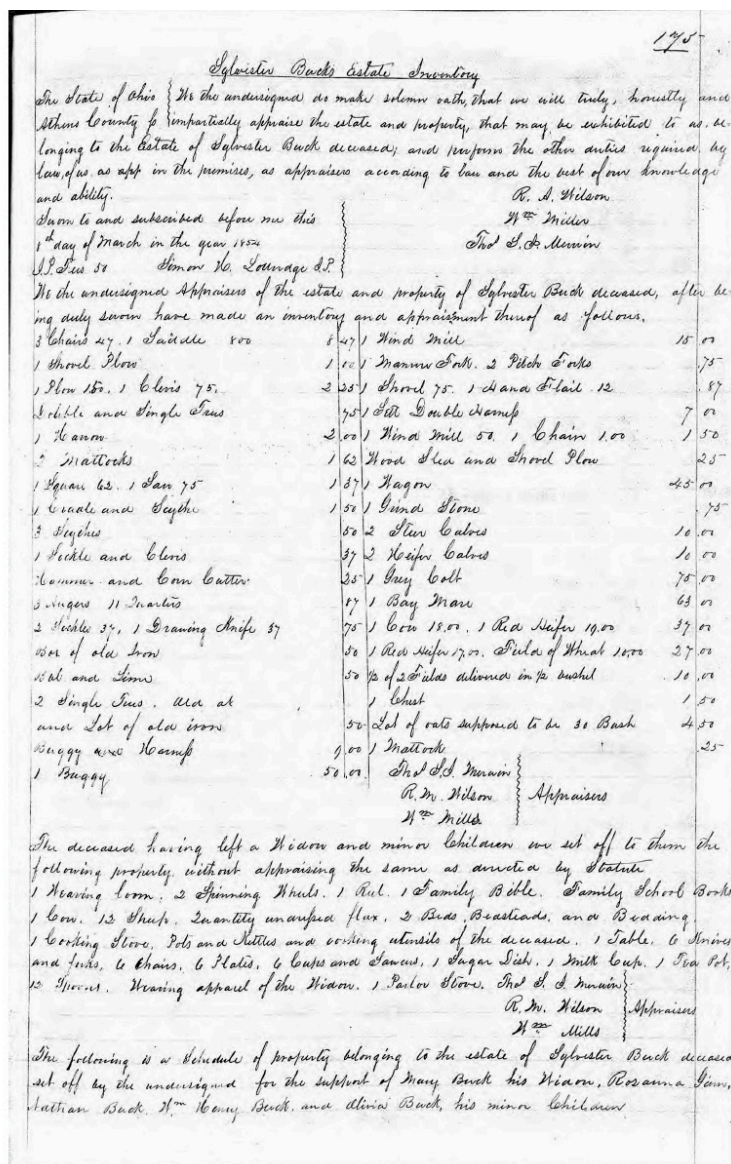 175
Sylvester Bucks Estate Inventory
The State of Ohio We the undersigned do make solemn oath, that we will truly, honestly and
Athens County impartially appraise the estate and property, that may be exhibited to us, be-
longing to the Estate of Sylvester Buck deceased; and perform the other duties required by
law, of us, as app in the premises, as appraisers according to law and the best of our knowledge
and ability. R. A. Wilson
Sworn to and subscribed before me this Wm Miller
8th day of March in the year 1854 Thos S. J. Merwin
J.P. Fees 50 Simon H. J.P.
We the undersigned Appraisers of the estate and property of Sylvester Buck deceased, after be-
ing duly sworn have made an inventory and appraisment therof as follows.
3 Chairs 47. 1 Saddle 800 8 47
1 Shovel Plow 1 00
1 Plow 150. 1 Clevis 75. 2 25
Double and Single Trees 75
1 Harrow 2 00
2 Mattocks 1 62
1 Square 62. 1 Saw 75 1 37
1 Cradle and Scythe 1 50
3 Scythes 50
1 Sickle and Clevis 37
Hammer and Corn Cutter 25
3 Augers 11 Quarters 87
2 Sickles 37, 1 Drawing Knife 37 75
Box of old Iron 50
and Lime 50
2 Single Trees. Old
and Lot of old iron 50
Buggy Harness 9 00
1 Buggy 50.00
1 Wind Mill 15 00
1 Manure Fork. 2 Pitch Forks .75
1 Shovel 75. 1 Hand Flail .12 .87
1 Sett Double Harness 7 00
1 Wind Mill 50. 1 Chain 1.00 1 50
Wood Sled and Shovel Plow 25
1 Wagon 45 00
1 Grind Stone .75
2 Steer Calves 10 00
2 Heifer Calves 10 00
1 Grey Colt 75 00
1 Bay Mare 63 00
1 Cow 18.00. 1 Red Heifer 19.00 37 00
1 Red Heifer 17.00. Field of Wheat 10.00 27 00
1/2 of 2 Fields delivered in 1/2 bushel 10 00
1 Chest 1 50
Lot of oats supposed to be 30 Bush 4 50
1 Mattock .25
Thos S. J. Merwin
R. M. Wilson Appraisers
Wm Mills
The deceased having left a Widow and minor Children we set off to them the
following property without appraising the same as directed by Statute
1 Weaving loom. 2 Spinning Wheels. 1 Reel. 1 Family Bible. Family School Books
1 Cow. 12 Sheep. Quantity flax. 2 Beds, Bedsteads, and Bedding.
1 Cooking Stove, Pots and Kettles and cooking utensils of the deceased. 1 Table. 6 Knives
and forks, 6 Chairs, 6 Plates, 6 Cups and Saucers, 1 Sugar Dish, 1 Milk Cup, 1 Tea Pot,
12 Spoons. Wearing apparel of the Widow. 1 Parlor Stove. Thos S. J. Merwin
R. M. Wilson Appraisers
Wm Mills
The following is a Schedule of property belonging to the estate of Sylvester Buck deceased
set off by the undersigned for the support of Mary Buck his Widow, Rosanna
Nathan Buck, Wm Henry Buck, and Olivia Buck, his minor Children